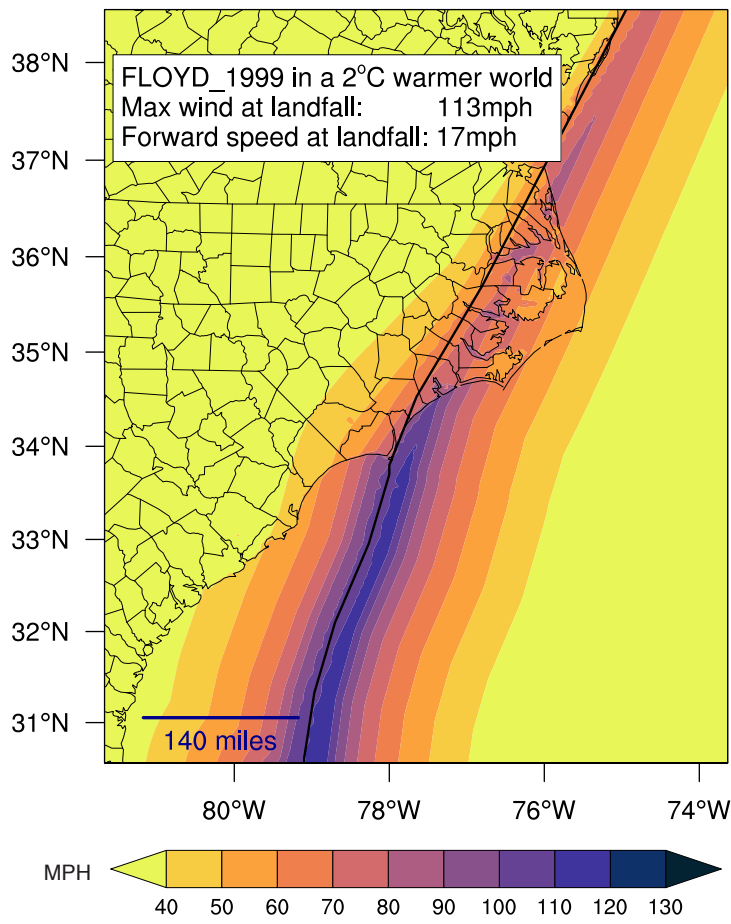 FLOYD_1999 in a 2°C warmer world
Max wind at landfall: 113mph
Forward speed at landfall: 17mph
38°N
37°N
36°N
35°N
34°N
33°N
32°N
31°N
140 miles
80°W 78°W 76°W 74°W
MPH
40 50 60 70 80 90 100 110 120 130